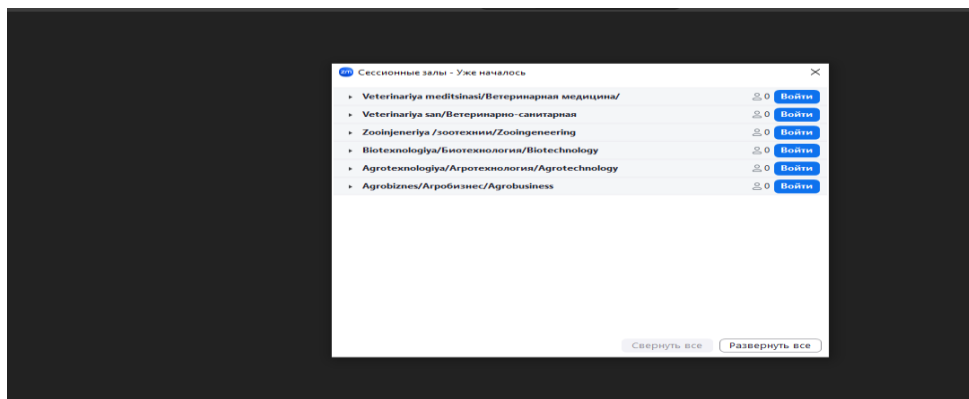 zm Сессионные залы - Уже началось
Veterinariya meditsinasi/Ветеринарная медицина/ 0 Войти
Veterinariya san/Ветеринарно-санитарная 0 Войти
Zooinjeneriya /зоотехнии/Zooingeneering 0 Войти
Biotexnologiya/Биотехнология/Biotechnology 0 Войти
Agrotexnologiya/Агротехнология/Agrotechnology 0 Войти
Agrobiznes/Агробизнес/Agrobusiness 0 Войти
Свернуть все Развернуть все